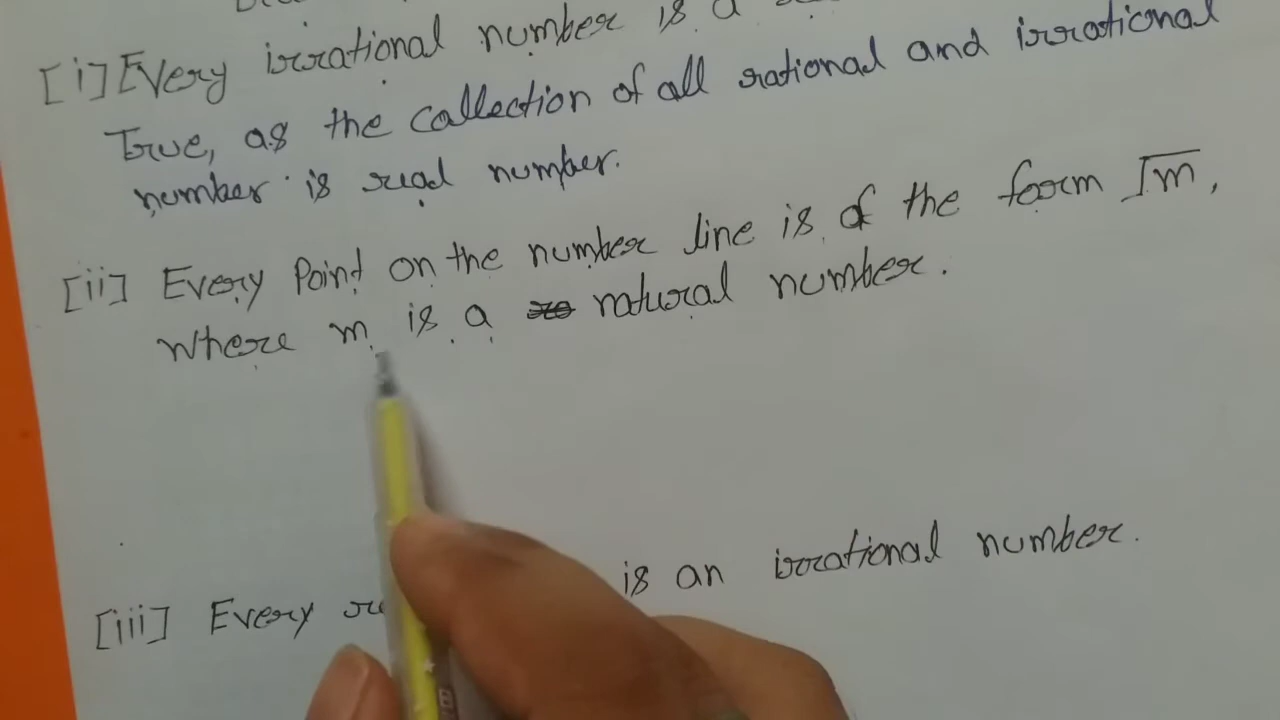 [i] Every irrational number is a
True, as the collection of all rational and irrational
number is real number.
[ii] Every Point on the number line is of the form √m,
where m is a natural number.
[iii] Every is an irrational number.